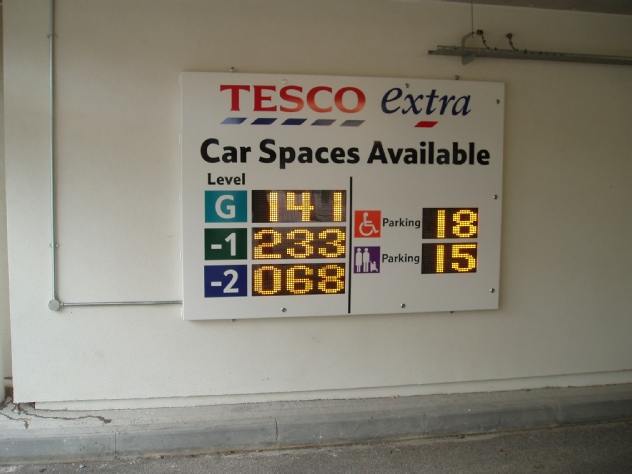 TESCO extra
Car Spaces Available
Level
G 141
-1 233
-2 068
Parking 18
Parking 15